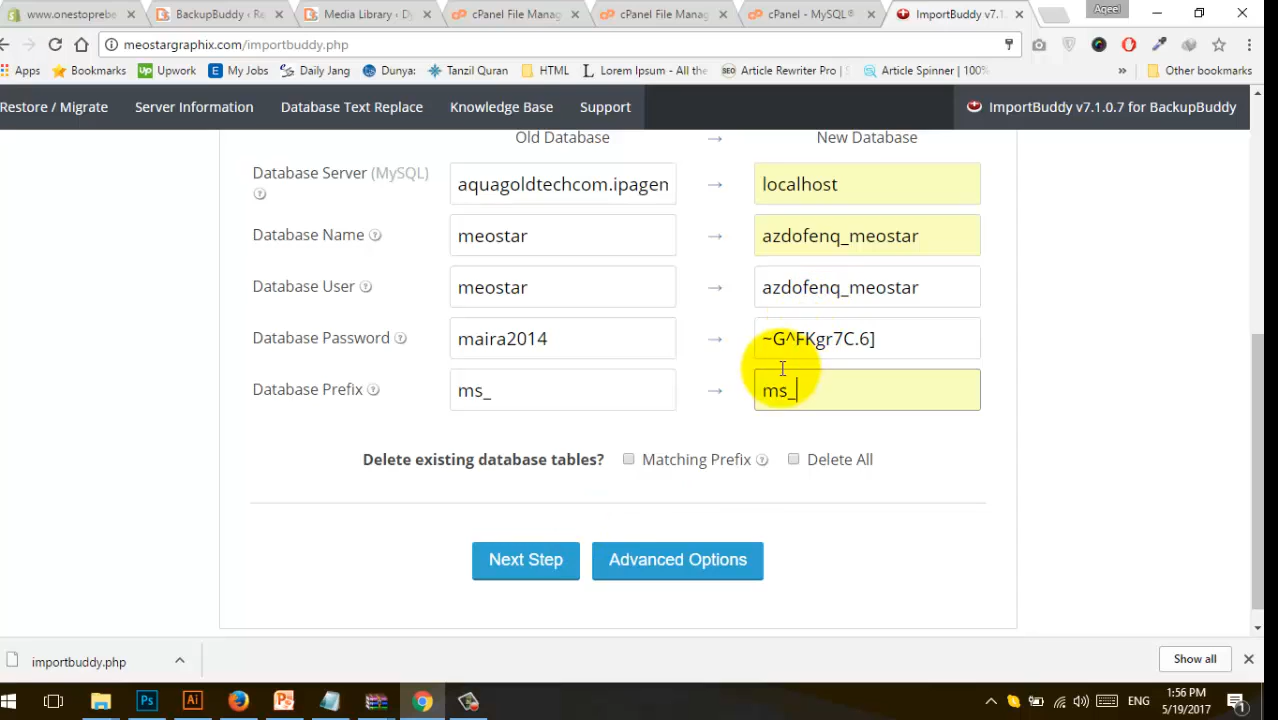 www.onestoprebe
BackupBuddy ‹ R
Media Library ‹ D
cPanel File Manag
cPanel File Manag
cPanel - MySQL®
ImportBuddy v7.1.
Aqeel
meostargraphix.com/importbuddy.php
Apps
Bookmarks
Upwork
My Jobs
Daily Jang
Dunya:
Tanzil Quran
HTML
Lorem Ipsum - All the
Article Rewriter Pro |
Article Spinner | 100%
»
Other bookmarks
Restore / Migrate
Server Information
Database Text Replace
Knowledge Base
Support
ImportBuddy v7.1.0.7 for BackupBuddy
Old Database → New Database
Database Server (MySQL) ? aquagoldtechcom.ipagen → localhost
Database Name ? meostar → azdofenq_meostar
Database User ? meostar → azdofenq_meostar
Database Password ? maira2014 → ~G^FKgr7C.6]
Database Prefix ? ms_ → ms_
Delete existing database tables? Matching Prefix ? Delete All
Next Step
Advanced Options
importbuddy.php
Show all
Ps
Ai
ENG
1:56 PM
5/19/2017
1